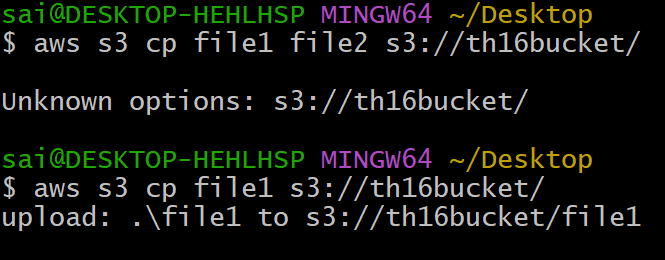 sai@DESKTOP-HEHLHSP MINGW64 ~/Desktop
$ aws s3 cp file1 file2 s3://th16bucket/
Unknown options: s3://th16bucket/
sai@DESKTOP-HEHLHSP MINGW64 ~/Desktop
$ aws s3 cp file1 s3://th16bucket/
upload: .\file1 to s3://th16bucket/file1